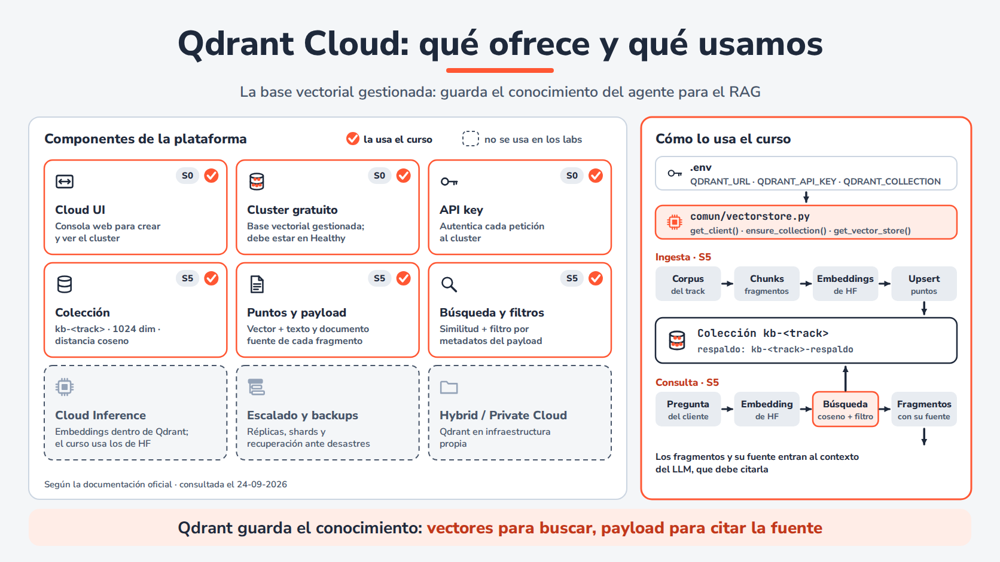 Qdrant Cloud: qué ofrece y qué usamos
La base vectorial gestionada: guarda el conocimiento del agente para el RAG
Componentes de la plataforma
la usa el curso
no se usa en los labs
S0
Cloud UI
Consola web para crear
y ver el cluster
S0
Cluster gratuito
Base vectorial gestionada;
debe estar en Healthy
S0
API key
Autentica cada petición
al cluster
S5
Colección
kb-<track> · 1024 dim ·
distancia coseno
S5
Puntos y payload
Vector + texto y documento
fuente de cada fragmento
S5
Búsqueda y filtros
Similitud + filtro por
metadatos del payload
Cloud Inference
Embeddings dentro de Qdrant;
el curso usa los de HF
Escalado y backups
Réplicas, shards y
recuperación ante desastres
Hybrid / Private Cloud
Qdrant en infraestructura
propia
Según la documentación oficial · consultada el 24-09-2026
Cómo lo usa el curso
.env
QDRANT_URL · QDRANT_API_KEY · QDRANT_COLLECTION
comun/vectorstore.py
get_client() · ensure_collection() · get_vector_store()
Ingesta · S5
Corpus
del track
Chunks
fragmentos
Embeddings
de HF
Upsert
puntos
Colección kb-<track>
respaldo: kb-<track>-respaldo
Consulta · S5
Pregunta
del cliente
Embedding
de HF
Búsqueda
coseno + filtro
Fragmentos
con su fuente
Los fragmentos y su fuente entran al contexto
del LLM, que debe citarla
Qdrant guarda el conocimiento: vectores para buscar, payload para citar la fuente